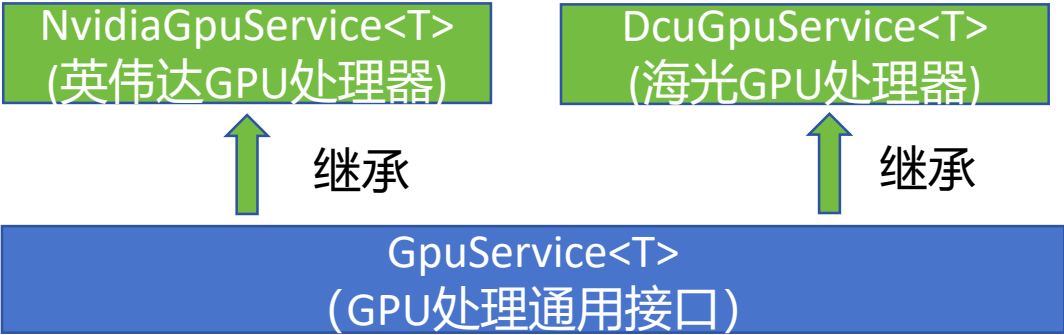 NvidiaGpuService<T>
(英伟达GPU处理器)
DcuGpuService<T>
(海光GPU处理器)
继承
继承
GpuService<T>
（GPU处理通用接口）